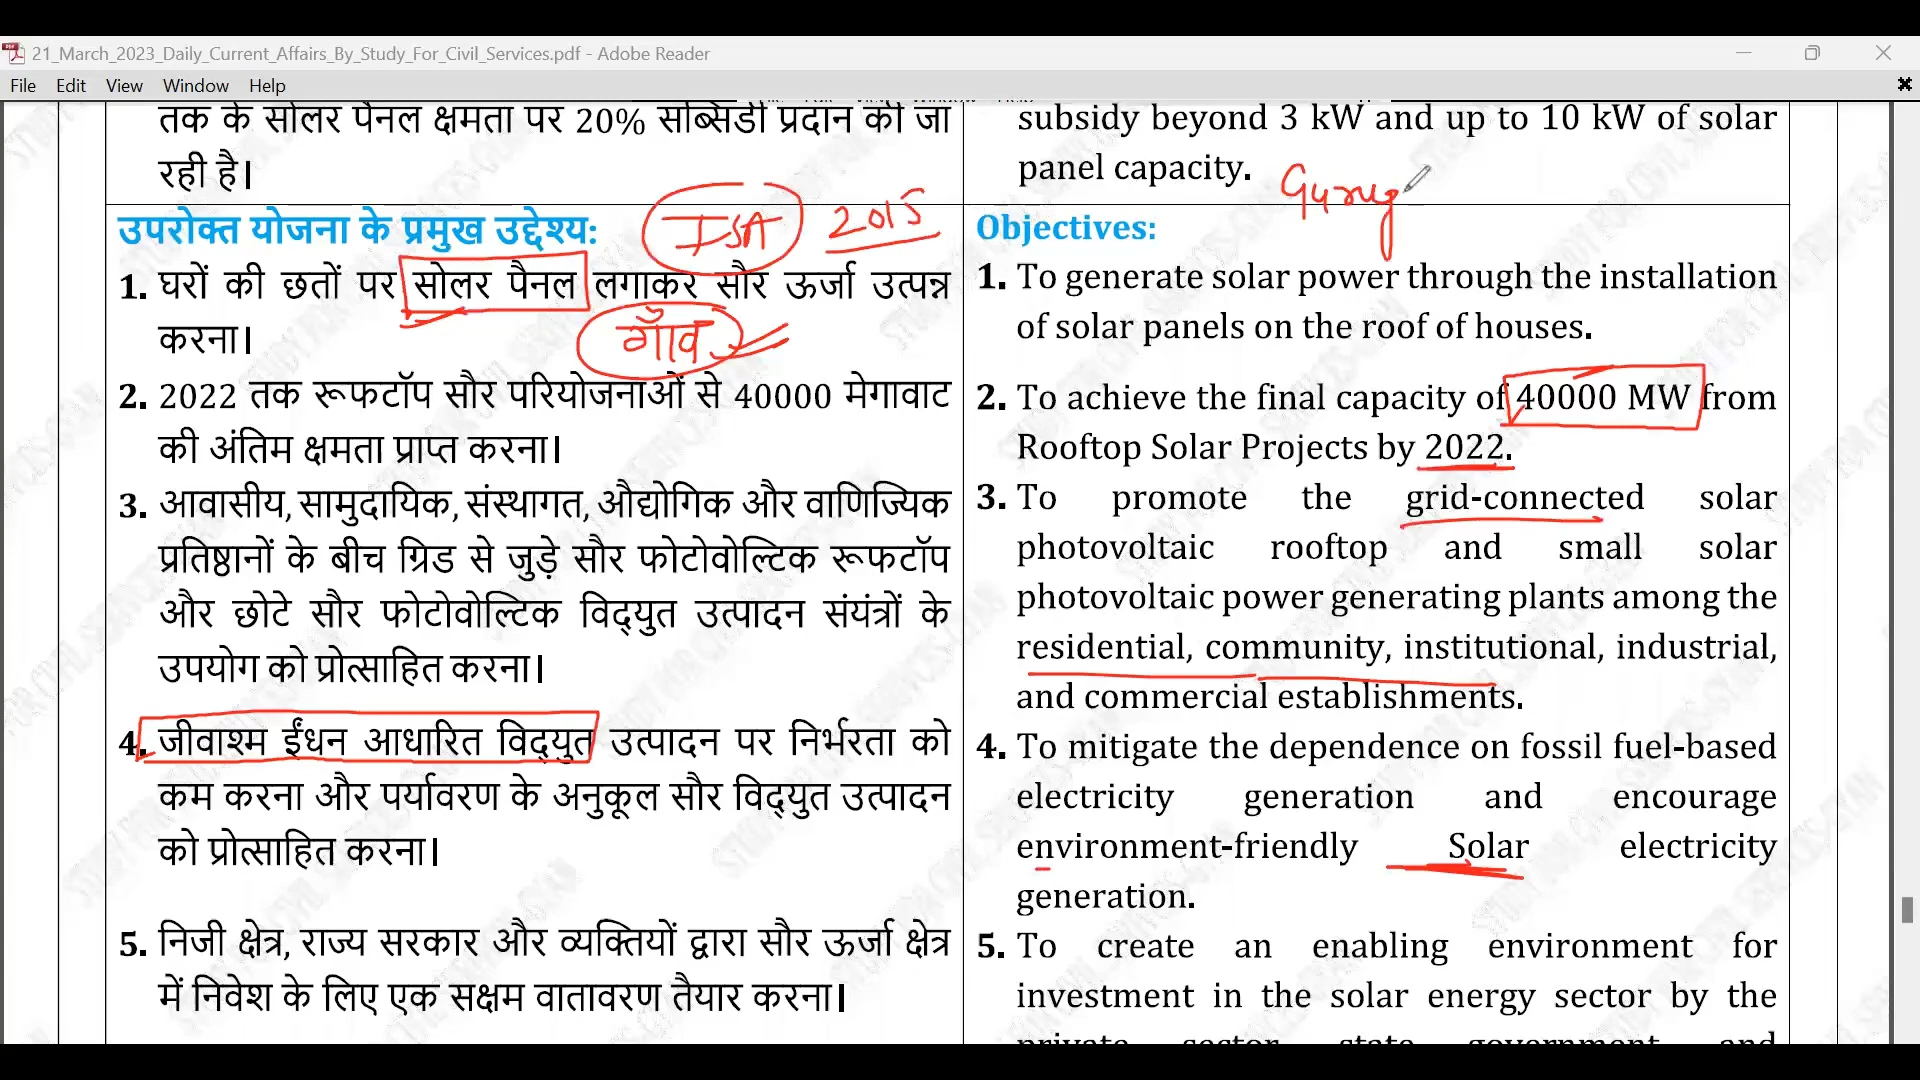 21_March_2023_Daily_Current_Affairs_By_Study_For_Civil_Services.pdf - Adobe Reader
File Edit View Window Help
तक के सोलर पैनल क्षमता पर 20% सब्सिडी प्रदान की जा
रही है।
उपरोक्त योजना के प्रमुख उद्देश्य:
ISA 2015
1. घरों की छतों पर सोलर पैनल लगाकर सौर ऊर्जा उत्पन्न
करना।
गाँव
2. 2022 तक रूफटॉप सौर परियोजनाओं से 40000 मेगावाट
की अंतिम क्षमता प्राप्त करना।
3. आवासीय, सामुदायिक, संस्थागत, औद्योगिक और वाणिज्यिक
प्रतिष्ठानों के बीच ग्रिड से जुड़े सौर फोटोवोल्टिक रूफटॉप
और छोटे सौर फोटोवोल्टिक विद्युत उत्पादन संयंत्रों के
उपयोग को प्रोत्साहित करना।
4. जीवाश्म ईंधन आधारित विद्युत उत्पादन पर निर्भरता को
कम करना और पर्यावरण के अनुकूल सौर विद्युत उत्पादन
को प्रोत्साहित करना।
5. निजी क्षेत्र, राज्य सरकार और व्यक्तियों द्वारा सौर ऊर्जा क्षेत्र
में निवेश के लिए एक सक्षम वातावरण तैयार करना।
subsidy beyond 3 kW and up to 10 kW of solar
panel capacity.
Gurug
Objectives:
1. To generate solar power through the installation
of solar panels on the roof of houses.
2. To achieve the final capacity of 40000 MW from
Rooftop Solar Projects by 2022.
3. To promote the grid-connected solar
photovoltaic rooftop and small solar
photovoltaic power generating plants among the
residential, community, institutional, industrial,
and commercial establishments.
4. To mitigate the dependence on fossil fuel-based
electricity generation and encourage
environment-friendly Solar electricity
generation.
5. To create an enabling environment for
investment in the solar energy sector by the
private sector, state government, and